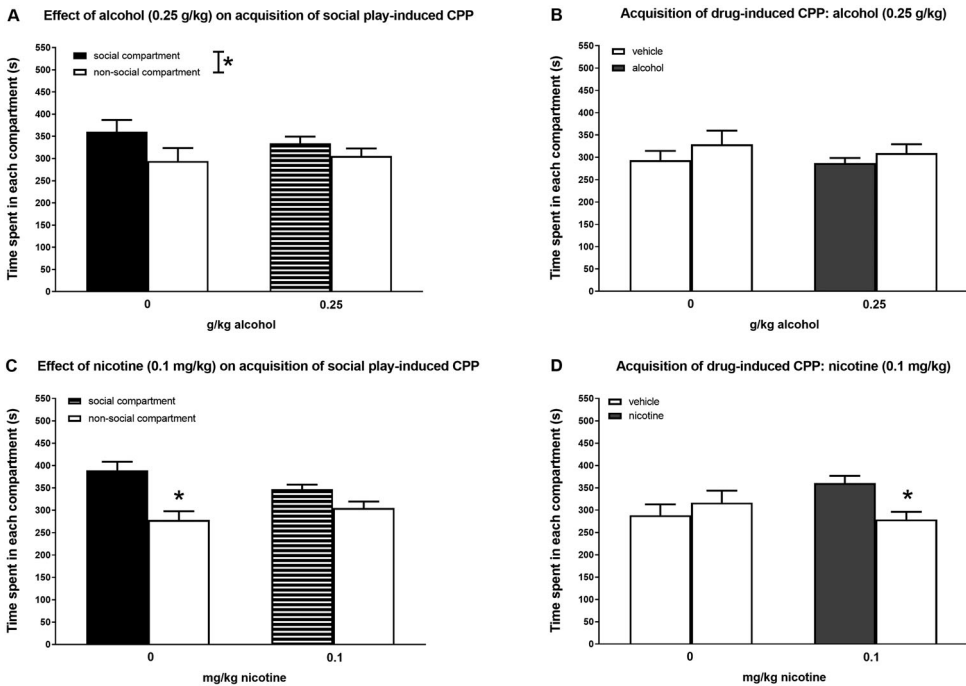 A Effect of alcohol (0.25 g/kg) on acquisition of social play-induced CPP
Time spent in each compartment (s)
550
500
450
400
350
300
250
200
150
100
50
0
social compartment
non-social compartment
*
0 0.25
g/kg alcohol
B Acquisition of drug-induced CPP: alcohol (0.25 g/kg)
Time spent in each compartment (s)
550
500
450
400
350
300
250
200
150
100
50
0
vehicle
alcohol
0 0.25
g/kg alcohol
C Effect of nicotine (0.1 mg/kg) on acquisition of social play-induced CPP
Time spent in each compartment (s)
550
500
450
400
350
300
250
200
150
100
50
0
social compartment
non-social compartment
*
0 0.1
mg/kg nicotine
D Acquisition of drug-induced CPP: nicotine (0.1 mg/kg)
Time spent in each compartment (s)
550
500
450
400
350
300
250
200
150
100
50
0
vehicle
nicotine
*
0 0.1
mg/kg nicotine